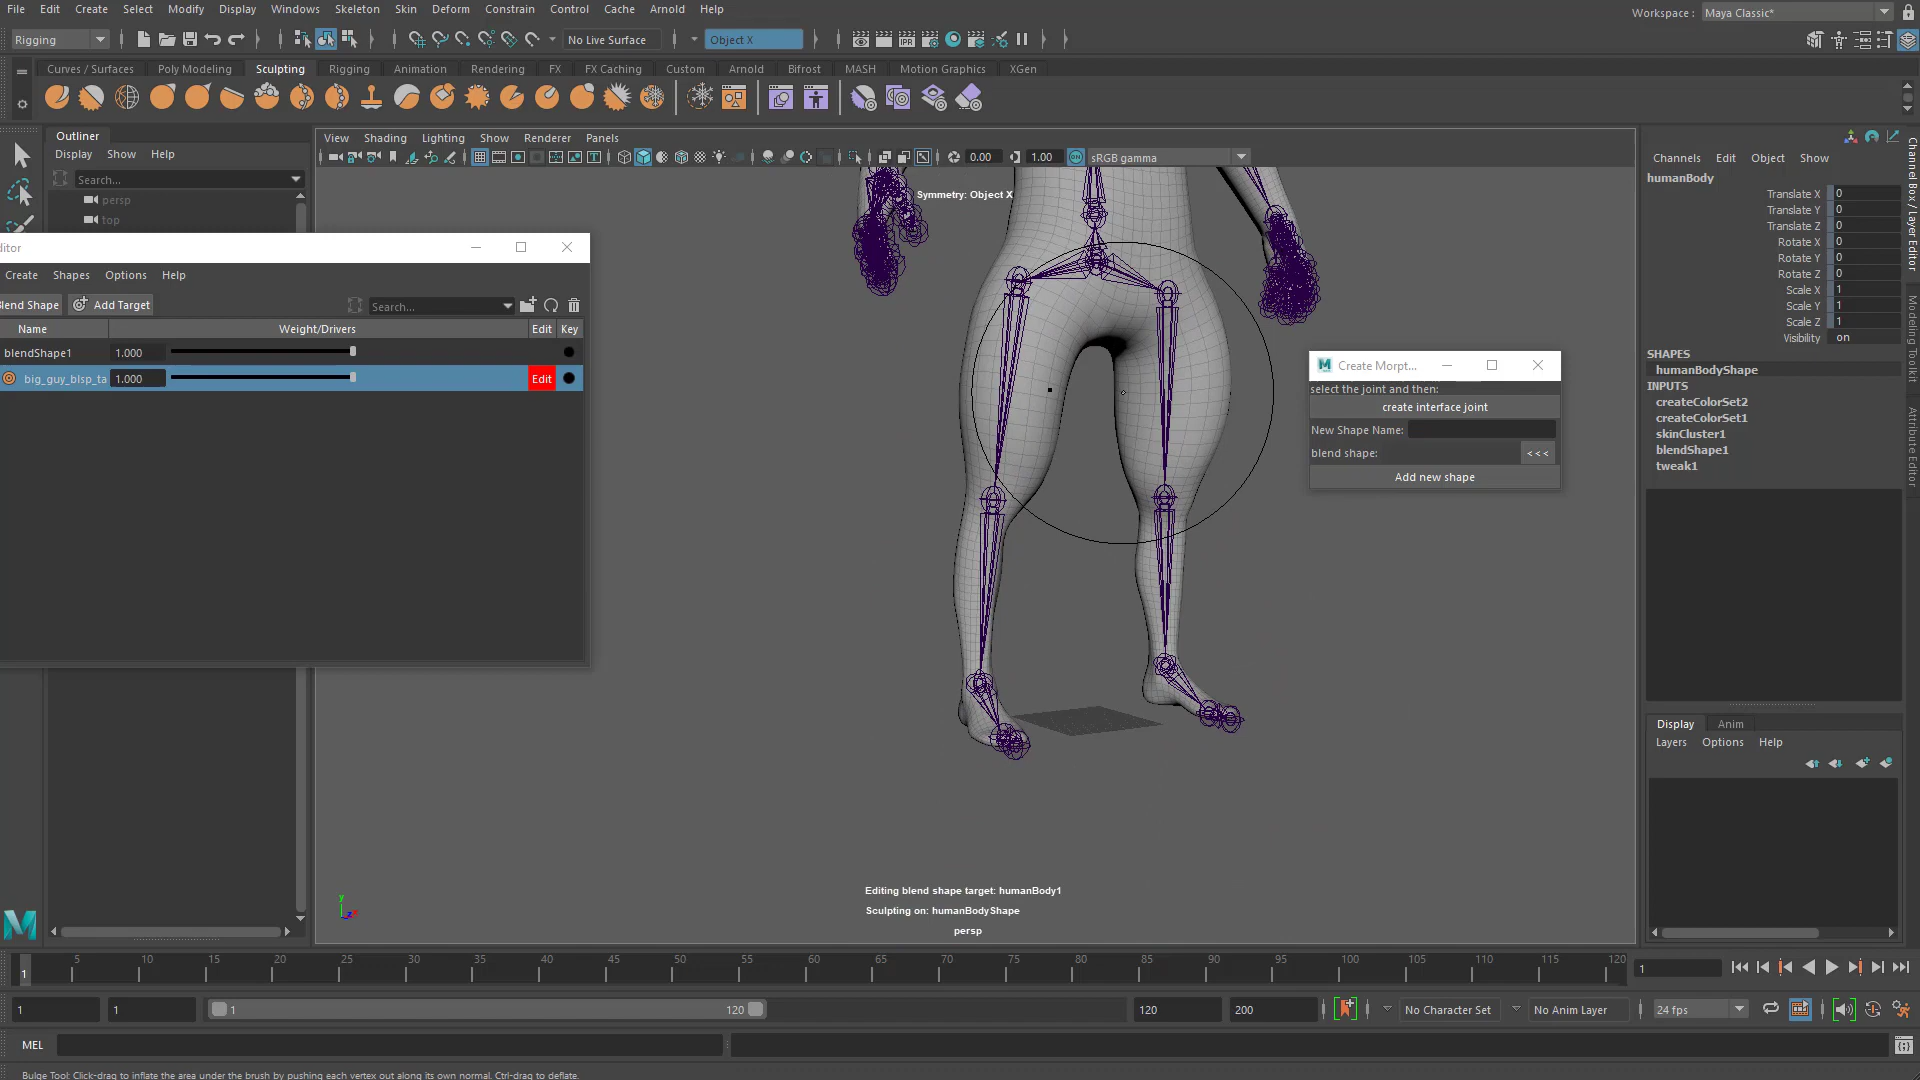 File Edit Create Select Modify Display Windows Skeleton Skin Deform Constrain Control Cache Arnold Help
Workspace : Maya Classic*
Rigging
No Live Surface
Object X
Curves / Surfaces Poly Modeling Sculpting Rigging Animation Rendering FX FX Caching Custom Arnold Bifrost MASH Motion Graphics XGen
Outliner
Display Show Help
Search...
persp
top
View Shading Lighting Show Renderer Panels
0.00 1.00 sRGB gamma
Symmetry: Object X
ditor
Create Shapes Options Help
Blend Shape Add Target
Search...
Name Weight/Drivers Edit Key
blendShape1 1.000
big_guy_blsp_ta 1.000 Edit
Create Morpt...
select the joint and then:
create interface joint
New Shape Name:
blend shape: <<<
Add new shape
Editing blend shape target: humanBody1
Sculpting on: humanBodyShape
persp
Channels Edit Object Show
humanBody
Translate X 0
Translate Y 0
Translate Z 0
Rotate X 0
Rotate Y 0
Rotate Z 0
Scale X 1
Scale Y 1
Scale Z 1
Visibility on
SHAPES
humanBodyShape
INPUTS
createColorSet2
createColorSet1
skinCluster1
blendShape1
tweak1
Channel Box / Layer Editor
Modeling Toolkit
Attribute Editor
Display Anim
Layers Options Help
1 5 10 15 20 25 30 35 40 45 50 55 60 65 70 75 80 85 90 95 100 105 110 115 120
1
1 1 1 120 120 200
No Character Set
No Anim Layer
24 fps
MEL
Bulge Tool: Click-drag to inflate the area under the brush by pushing each vertex out along its own normal. Ctrl-drag to deflate.